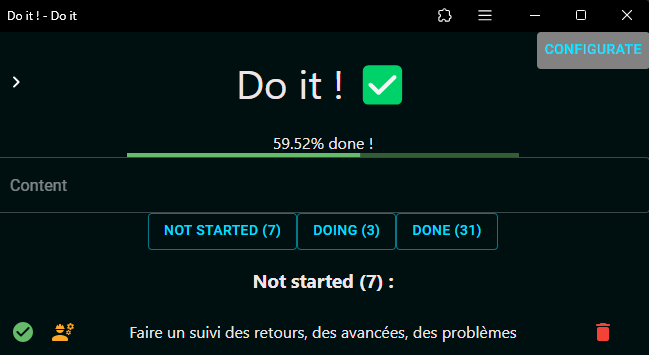 Do it ! - Do it
CONFIGURATE
Do it ! ✅
59.52% done !
Content
NOT STARTED (7) DOING (3) DONE (31)
Not started (7) :
Faire un suivi des retours, des avancées, des problèmes